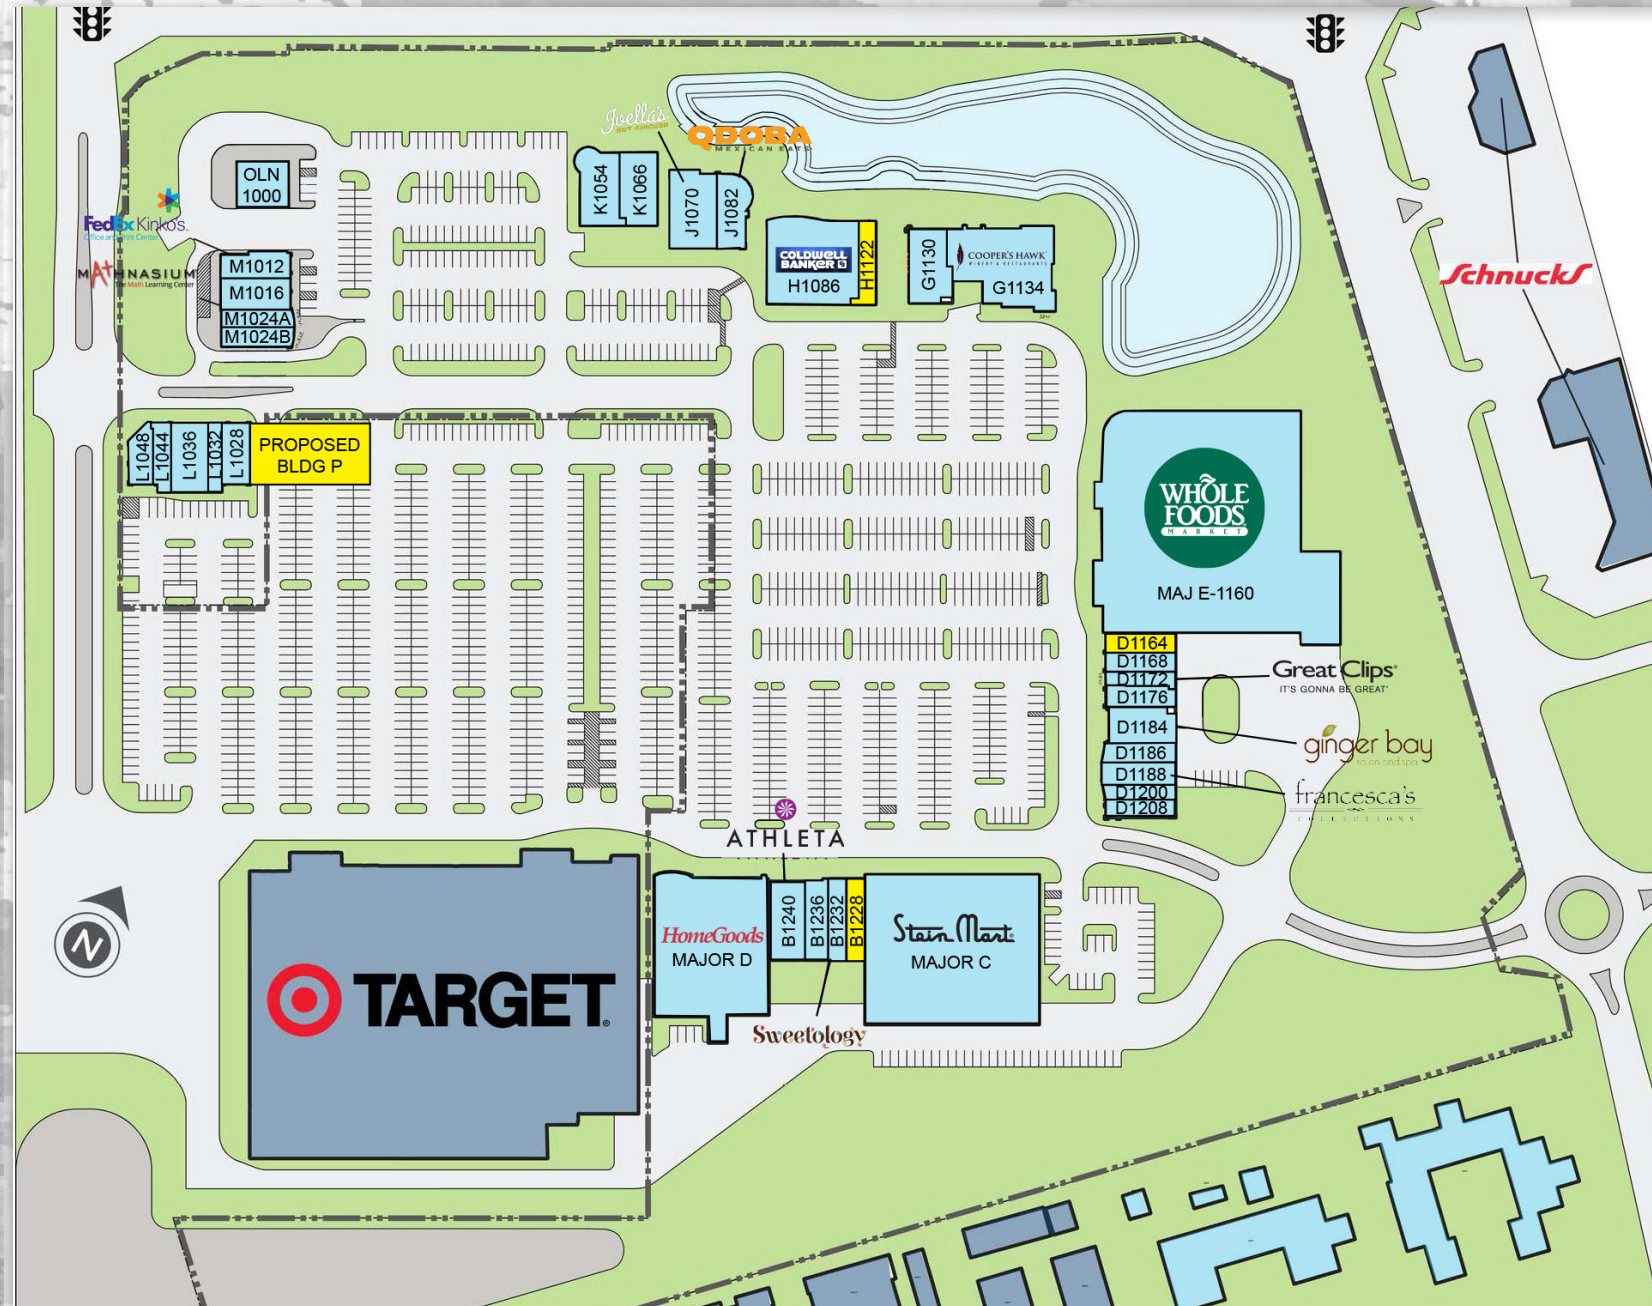 Joella's
HOT CHICKEN
QDOBA
MEXICAN EATS
OLN
1000
K1054
K1066
J1070
J1082
FedEx Kinko's.
Office and Print Center
MATHNASIUM
The Math Learning Center
M1012
M1016
M1024A
M1024B
COLDWELL
BANKER
H1086
H1122
G1130
COOPER'S HAWK
WINERY & RESTAURANTS
G1134
Schnucks
L1048
L1044
L1036
L1032
L1028
PROPOSED
BLDG P
WHOLE
FOODS
MARKET
MAJ E-1160
D1164
D1168
D1172
D1176
D1184
D1186
D1188
D1200
D1208
Great Clips®
IT'S GONNA BE GREAT®
ginger bay
salon and spa
francesca's
COLLECTIONS
ATHLETA
N
TARGET®
HomeGoods
MAJOR D
B1240
B1236
B1232
B1228
Stein Mart®
MAJOR C
Sweetology